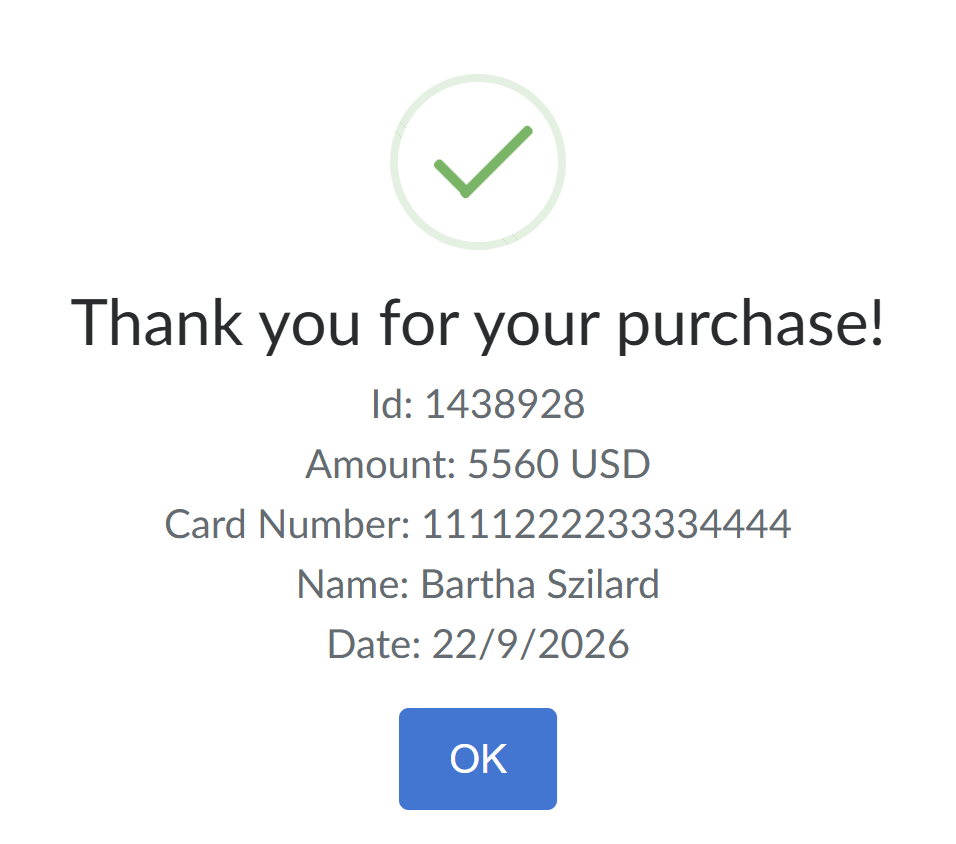 Thank you for your purchase!
Id: 1438928
Amount: 5560 USD
Card Number: 1111222233334444
Name: Bartha Szilard
Date: 22/9/2026
OK